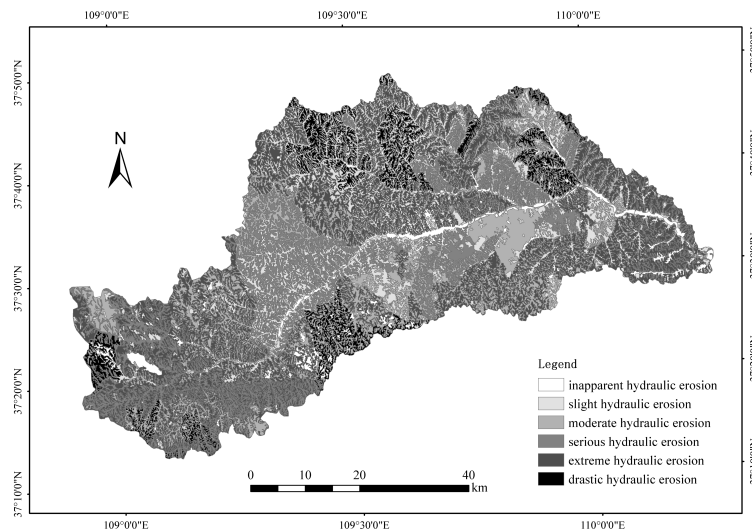 109°0'0"E 109°30'0"E 110°0'0"E
37°50'0"N
37°40'0"N
37°30'0"N
37°20'0"N
37°10'0"N
N
Legend
inapparent hydraulic erosion
slight hydraulic erosion
moderate hydraulic erosion
serious hydraulic erosion
extreme hydraulic erosion
drastic hydraulic erosion
0 10 20 40
km
109°0'0"E 109°30'0"E 110°0'0"E